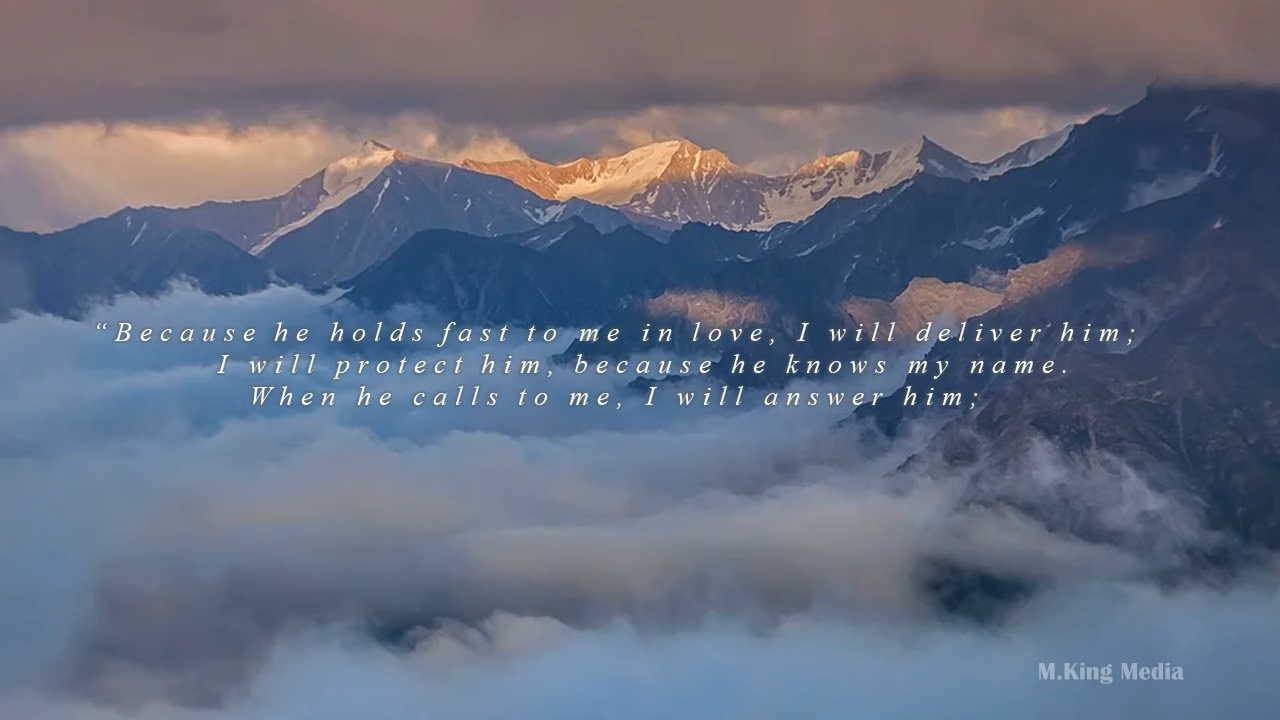 “Because he holds fast to me in love, I will deliver him;
I will protect him, because he knows my name.
When he calls to me, I will answer him;
M.King Media